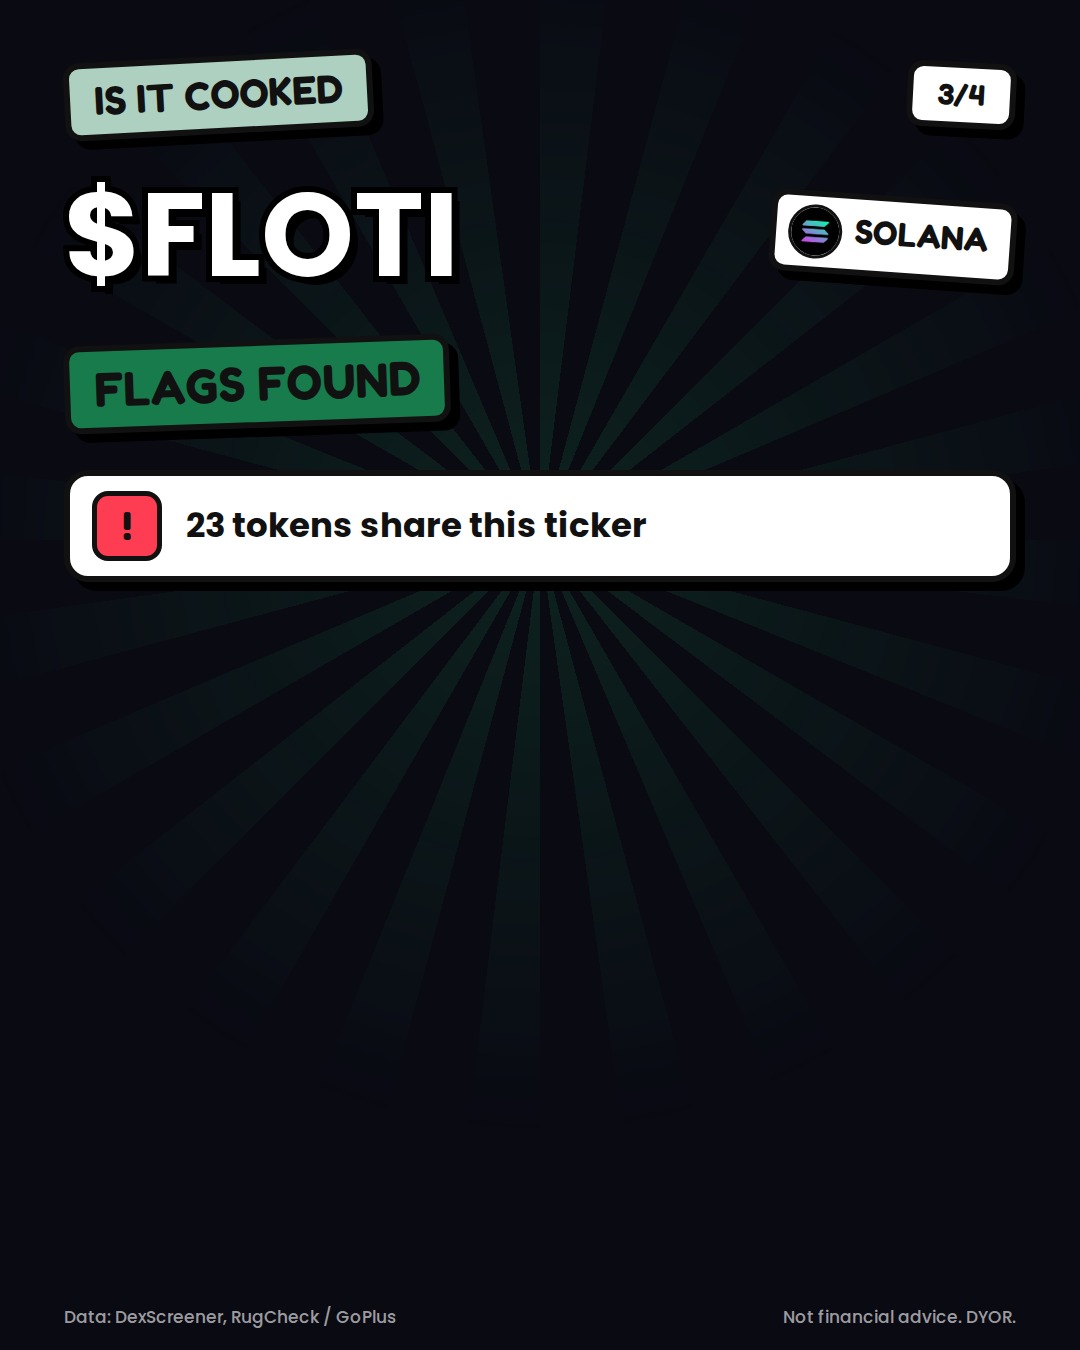 IS IT COOKED
3/4
$FLOTI
SOLANA
FLAGS FOUND
! 23 tokens share this ticker
Data: DexScreener, RugCheck / GoPlus
Not financial advice. DYOR.